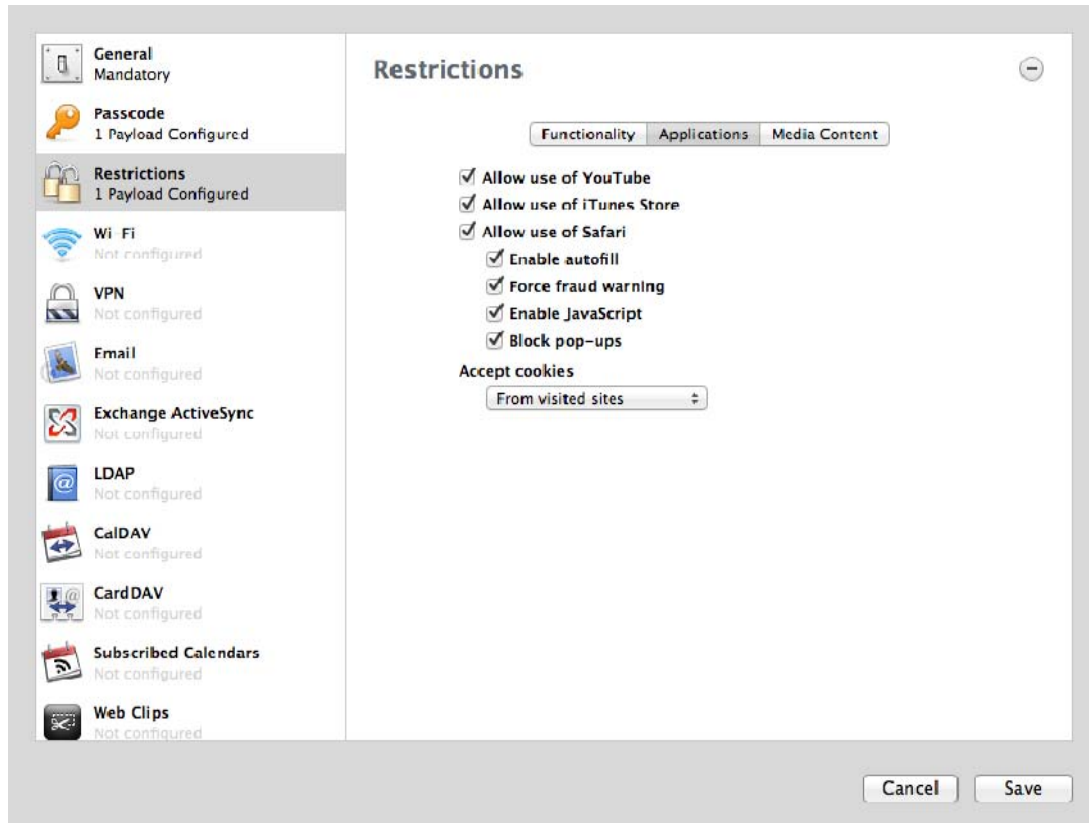 General
Mandatory
Passcode
1 Payload Configured
Restrictions
1 Payload Configured
Wi-Fi
Not configured
VPN
Not configured
Email
Not configured
Exchange ActiveSync
Not configured
LDAP
Not configured
CalDAV
Not configured
CardDAV
Not configured
Subscribed Calendars
Not configured
Web Clips
Not configured
Restrictions
Functionality Applications Media Content
Allow use of YouTube
Allow use of iTunes Store
Allow use of Safari
Enable autofill
Force fraud warning
Enable JavaScript
Block pop-ups
Accept cookies
From visited sites
Cancel Save